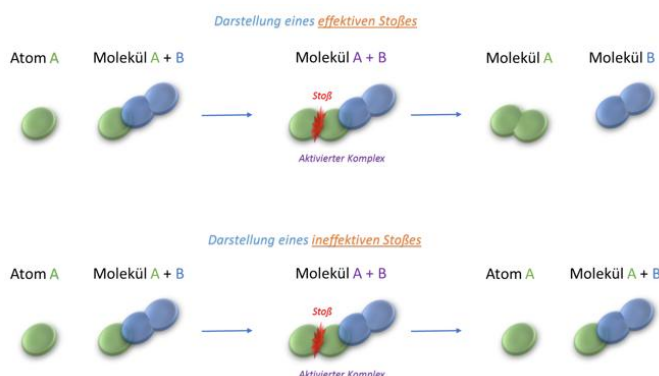 Darstellung eines effektiven Stoßes
Atom A Molekül A + B Molekül A + B Molekül A Molekül B
Stoß
Aktivierter Komplex
Darstellung eines ineffektiven Stoßes
Atom A Molekül A + B Molekül A + B Atom A Molekül A + B
Stoß
Aktivierter Komplex